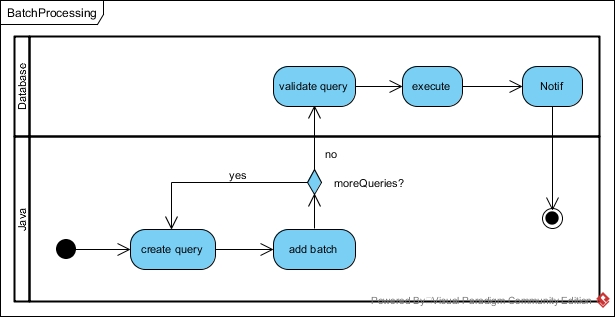 BatchProcessing
Database
validate query
execute
Notif
no
yes
moreQueries?
Java
create query
add batch
Powered By Visual Paradigm Community Edition